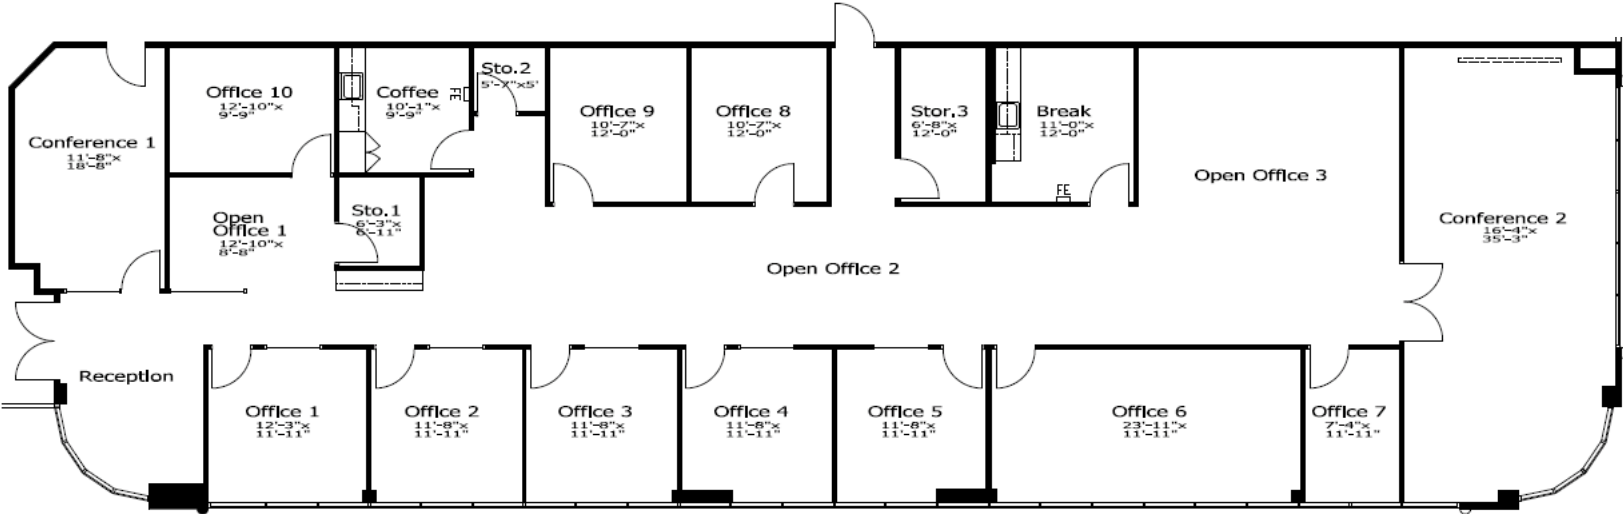 Office 10
12'-10"x
9'-9"
Coffee
10'-1"x
9'-9"
FE
Sto.2
5'-7"x5'
Office 9
10'-7"x
12'-0"
Office 8
10'-7"x
12'-0"
Stor.3
6'-8"x
12'-0"
Break
11'-0"x
12'-0"
FE
Conference 1
11'-8"x
18'-8"
Open Office 3
Open
Office 1
12'-10"x
8'-8"
Sto.1
6'-3"x
6'-11"
Conference 2
16'-4"x
35'-3"
Open Office 2
Reception
Office 1
12'-3"x
11'-11"
Office 2
11'-8"x
11'-11"
Office 3
11'-8"x
11'-11"
Office 4
11'-8"x
11'-11"
Office 5
11'-8"x
11'-11"
Office 6
23'-11"x
11'-11"
Office 7
7'-4"x
11'-11"